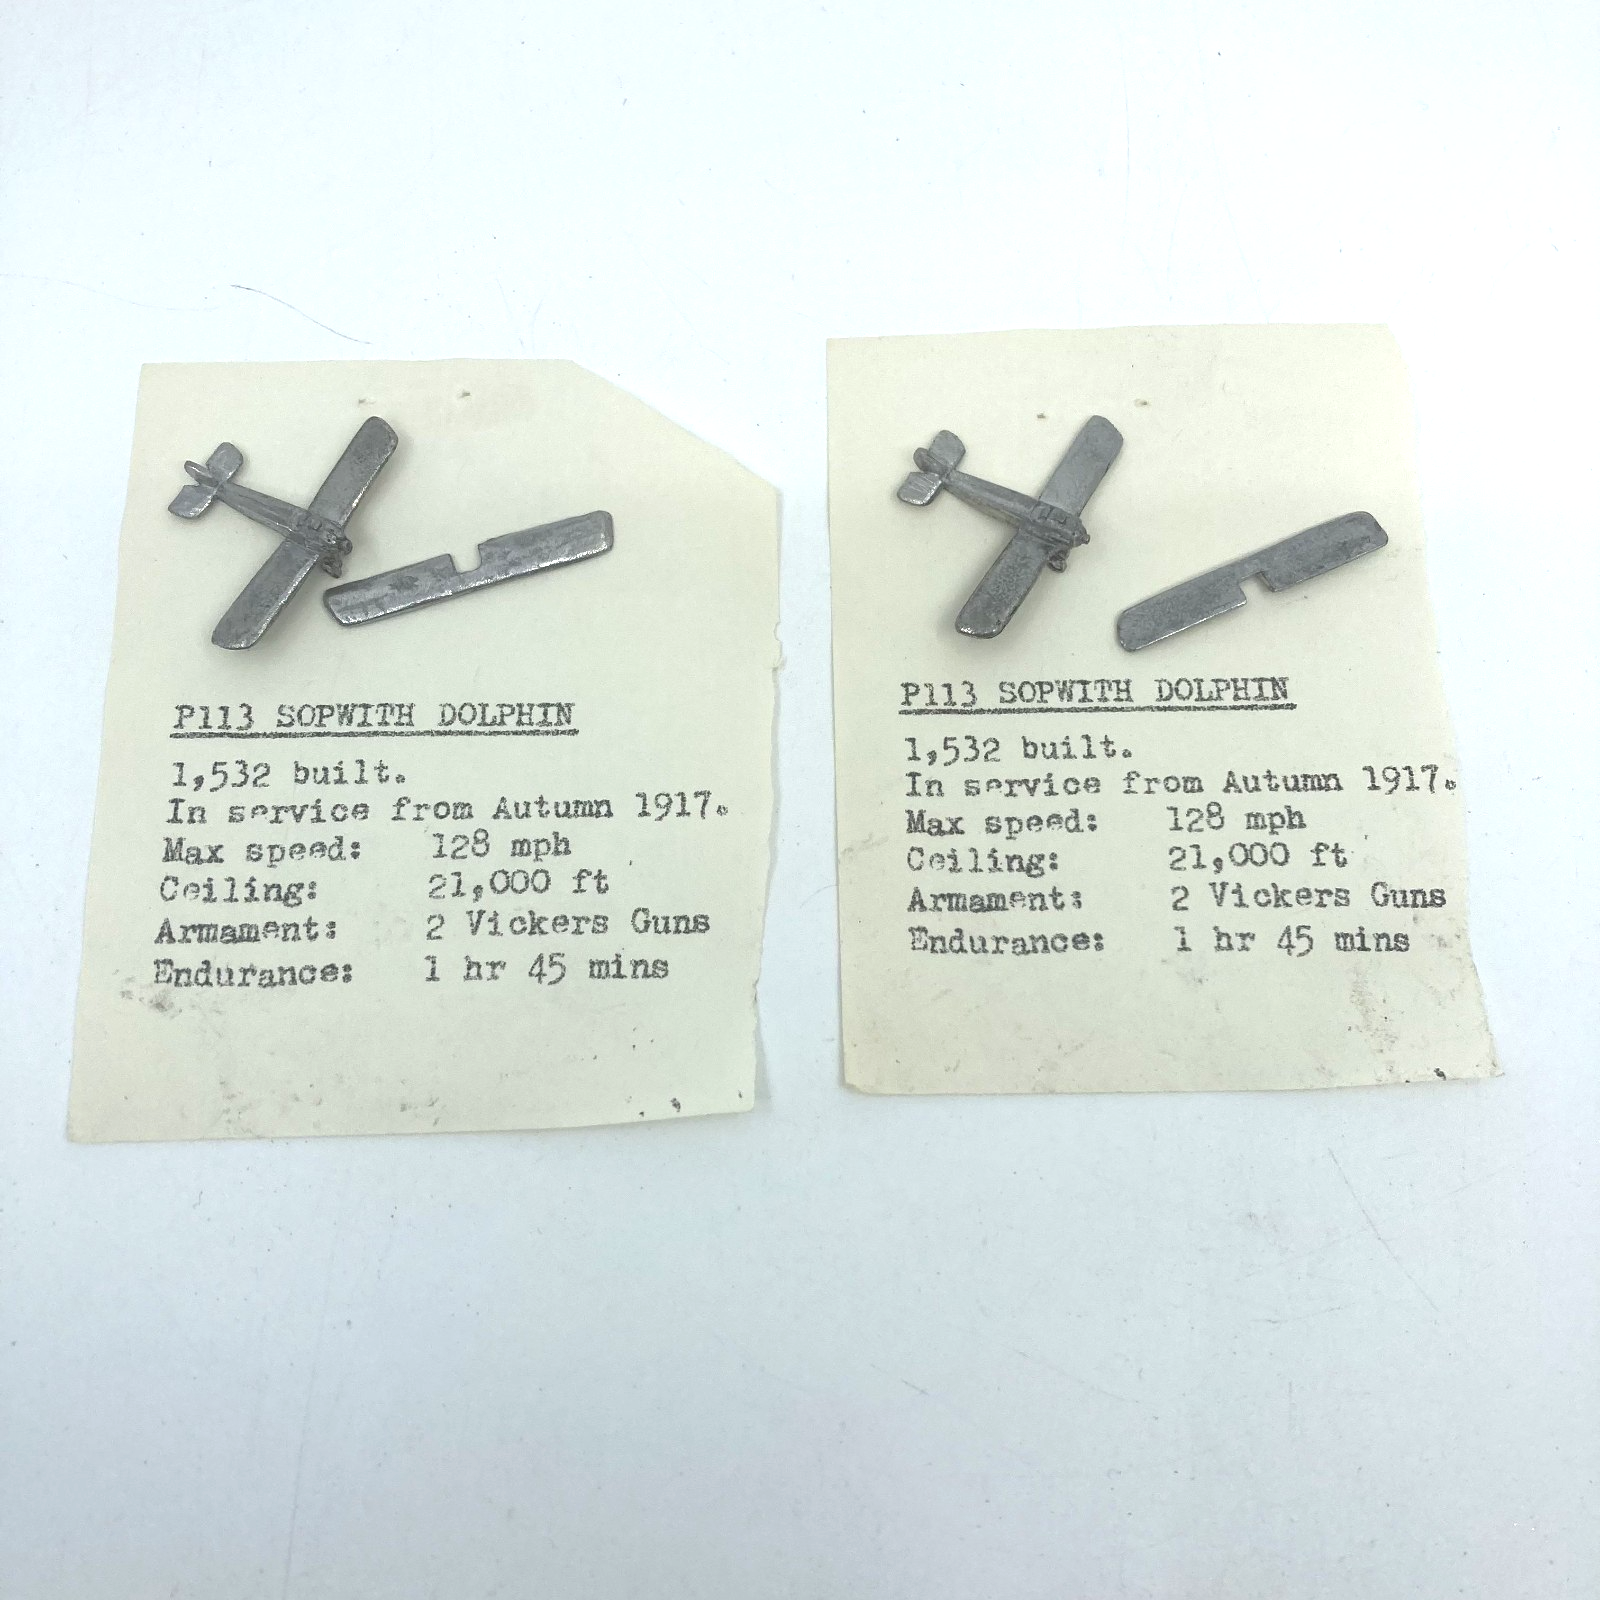 P113 SOPWITH DOLPHIN
1,532 built.
In service from Autumn 1917.
Max speed: 128 mph
Ceiling: 21,000 ft
Armament: 2 Vickers Guns
Endurance: 1 hr 45 mins
P113 SOPWITH DOLPHIN
1,532 built.
In service from Autumn 1917.
Max speed: 128 mph
Ceiling: 21,000 ft
Armament: 2 Vickers Guns
Endurance: 1 hr 45 mins